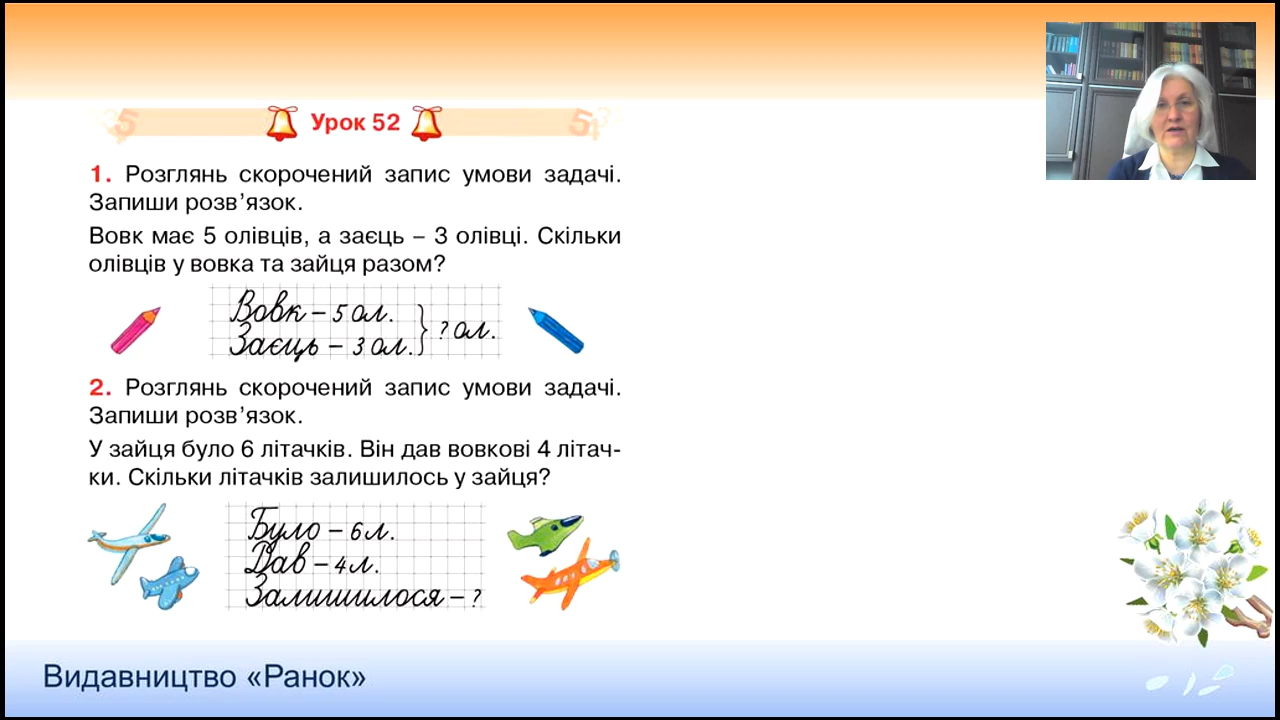 Урок 52
1. Розглянь скорочений запис умови задачі.
Запиши розв’язок.
Вовк має 5 олівців, а заєць – 3 олівці. Скільки
олівців у вовка та зайця разом?
Вовк – 5 ол.
Заєць – 3 ол.
} ? ол.
2. Розглянь скорочений запис умови задачі.
Запиши розв’язок.
У зайця було 6 літачків. Він дав вовкові 4 літач-
ки. Скільки літачків залишилось у зайця?
Було – 6 л.
Дав – 4 л.
Залишилося – ?
Видавництво «Ранок»